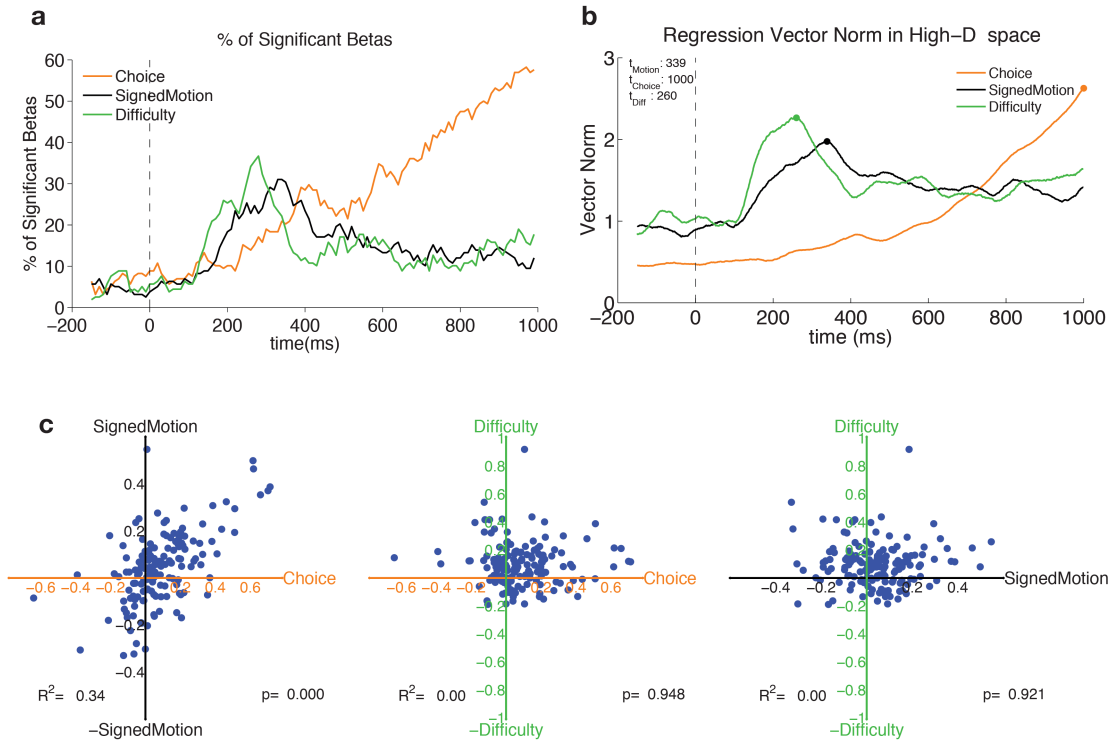 a
% of Significant Betas
60
50
40
30
20
10
0
% of Significant Betas
Choice
SignedMotion
Difficulty
−200 0 200 400 600 800 1000
time(ms)
b
Regression Vector Norm in High−D space
3
2
1
0
Vector Norm
tMotion: 339
tChoice: 1000
tDiff : 260
Choice
SignedMotion
Difficulty
−200 0 200 400 600 800 1000
time (ms)
c
SignedMotion
0.4
0.2
Choice
−0.6 −0.4 −0.2 0.2 0.4 0.6
−0.2
−0.4
R2= 0.34
p= 0.000
−SignedMotion
Difficulty
1
0.8
0.6
0.4
0.2
Choice
−0.6 −0.4 −0.2 0.2 0.4 0.6
−0.2
−0.4
−0.6
−0.8
−1
R2= 0.00
p= 0.948
−Difficulty
Difficulty
1
0.8
0.6
0.4
0.2
SignedMotion
−0.4 −0.2 0.2 0.4
−0.2
−0.4
−0.6
−0.8
−1
R2= 0.00
p= 0.921
−Difficulty